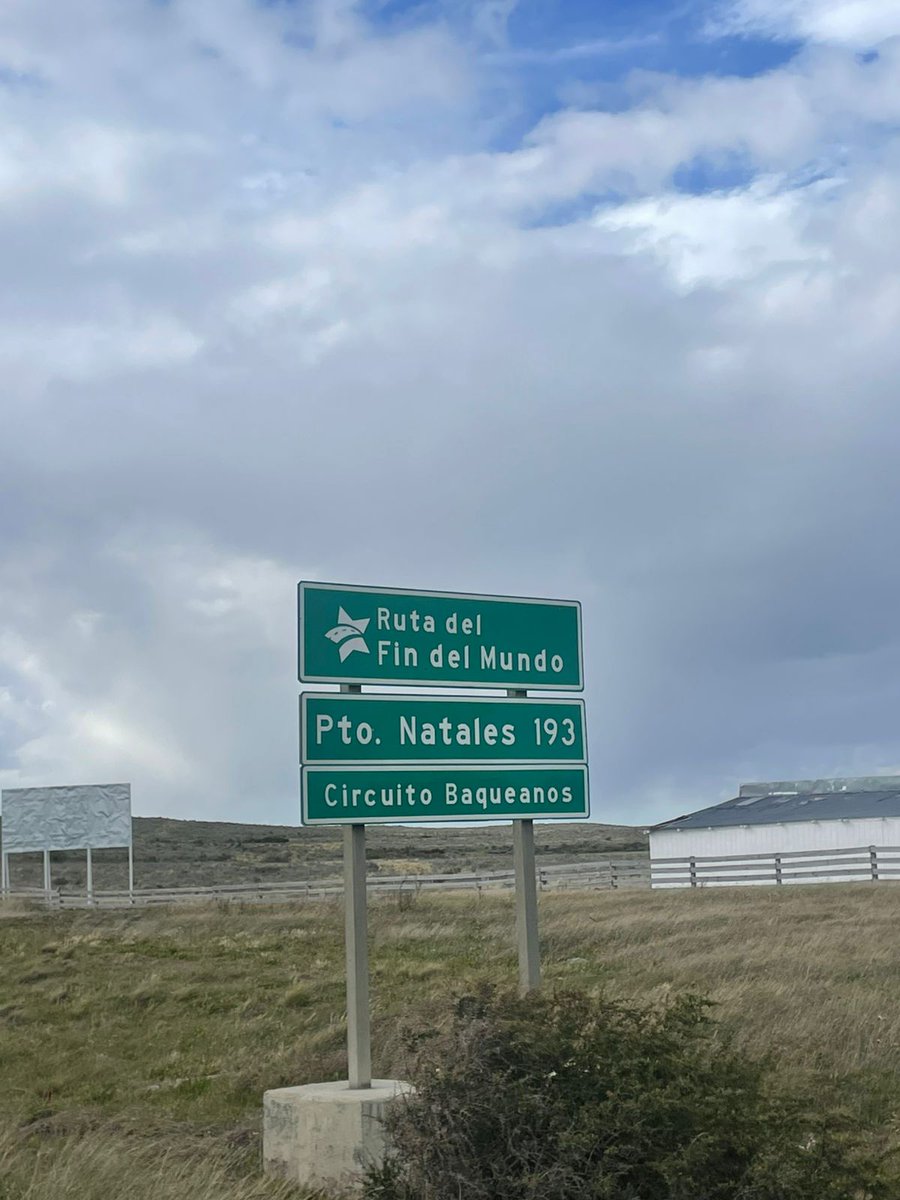 Ruta del
Fin del Mundo
Pto. Natales 193
Circuito Baqueanos